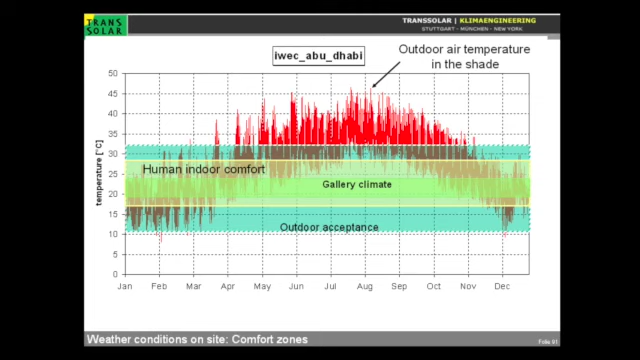 TRANS
SOLAR
TRANSSOLAR | KLIMAENGINEERING
STUTTGART - MÜNCHEN - NEW YORK
iwec_abu_dhabi
Outdoor air temperature
in the shade
temperature [°C]
50
45
40
35
30
25
20
15
10
5
0
Human indoor comfort
Gallery climate
Outdoor acceptance
Jan Feb Mar Apr May Jun Jul Aug Sep Oct Nov Dec
Weather conditions on site: Comfort zones
Folie 91